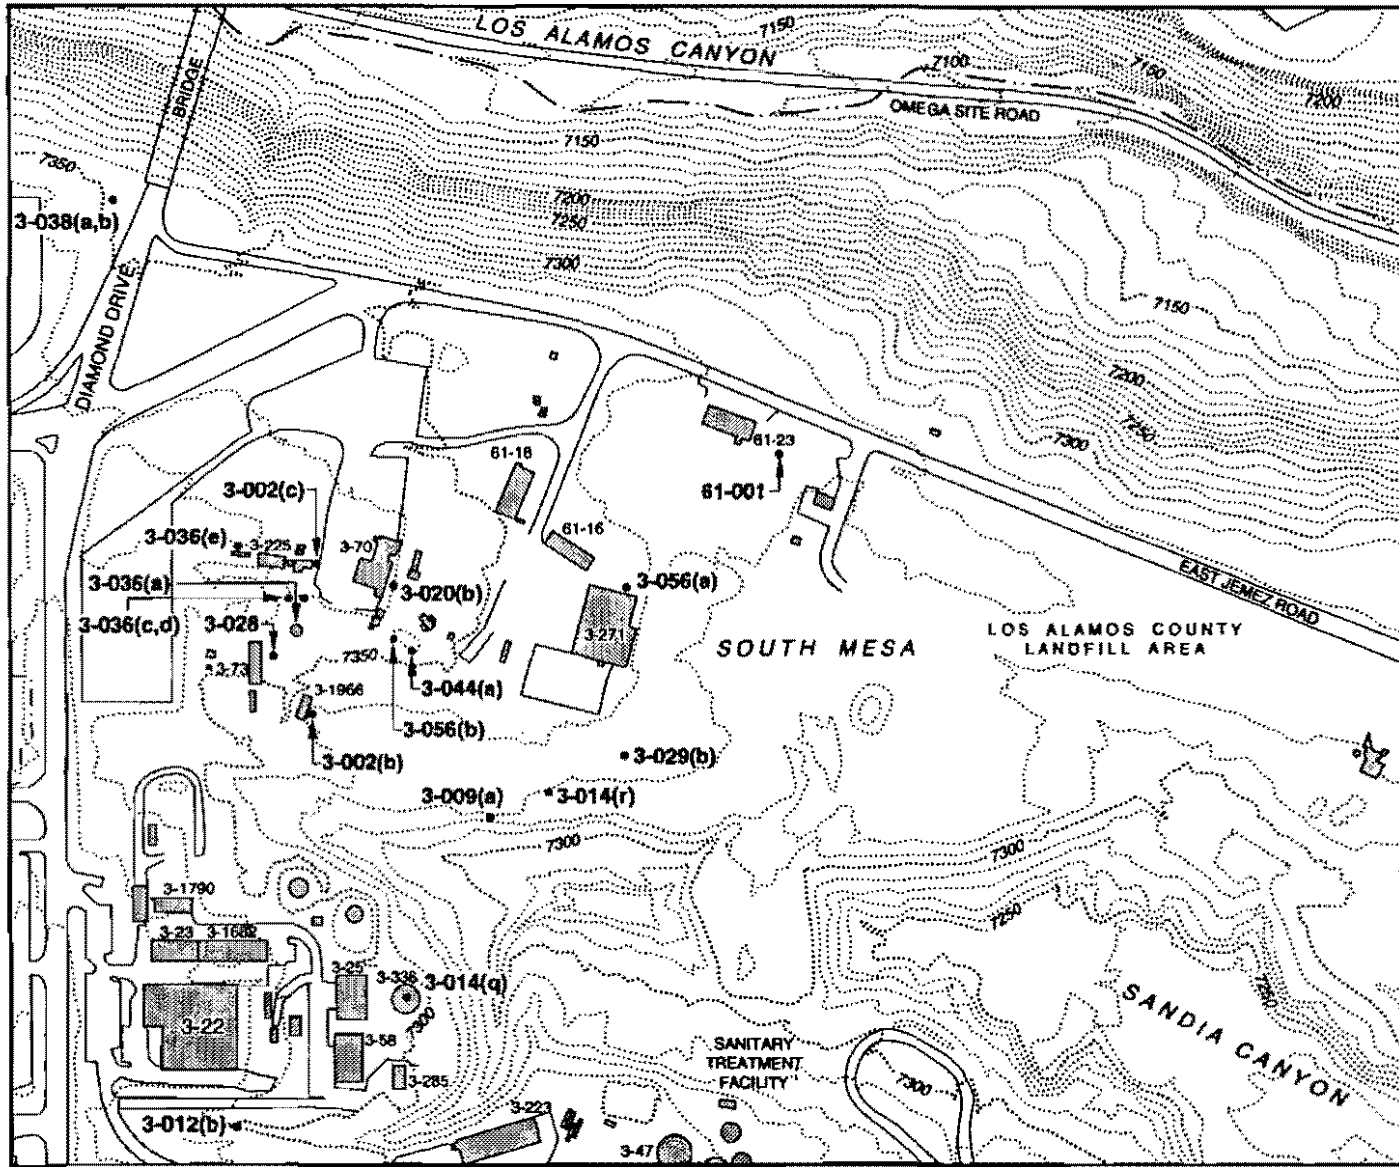 LOS ALAMOS CANYON
7150
7100
7150
7200
BRIDGE
OMEGA SITE ROAD
7150
7350
7200
3-038(a,b)
7250
7300
DIAMOND DRIVE
7150
7200
7250
7300
61-23
61-18
61-001
3-002(c)
61-16
3-036(e)
3-225
3-70
3-036(a)
3-056(a)
3-020(b)
EAST JEMEZ ROAD
3-036(c,d)
3-028
3-271
SOUTH MESA
LOS ALAMOS COUNTY
LANDFILL AREA
7350
3-73
3-044(a)
3-1966
3-056(b)
3-002(b)
3-029(b)
3-009(a)
3-014(r)
7300
7300
3-1790
7250
3-23
3-25
3-336
3-014(q)
7250
3-22
7300
SANDIA CANYON
3-58
SANITARY
TREATMENT
FACILITY
3-285
7300
3-223
3-012(b)
3-47